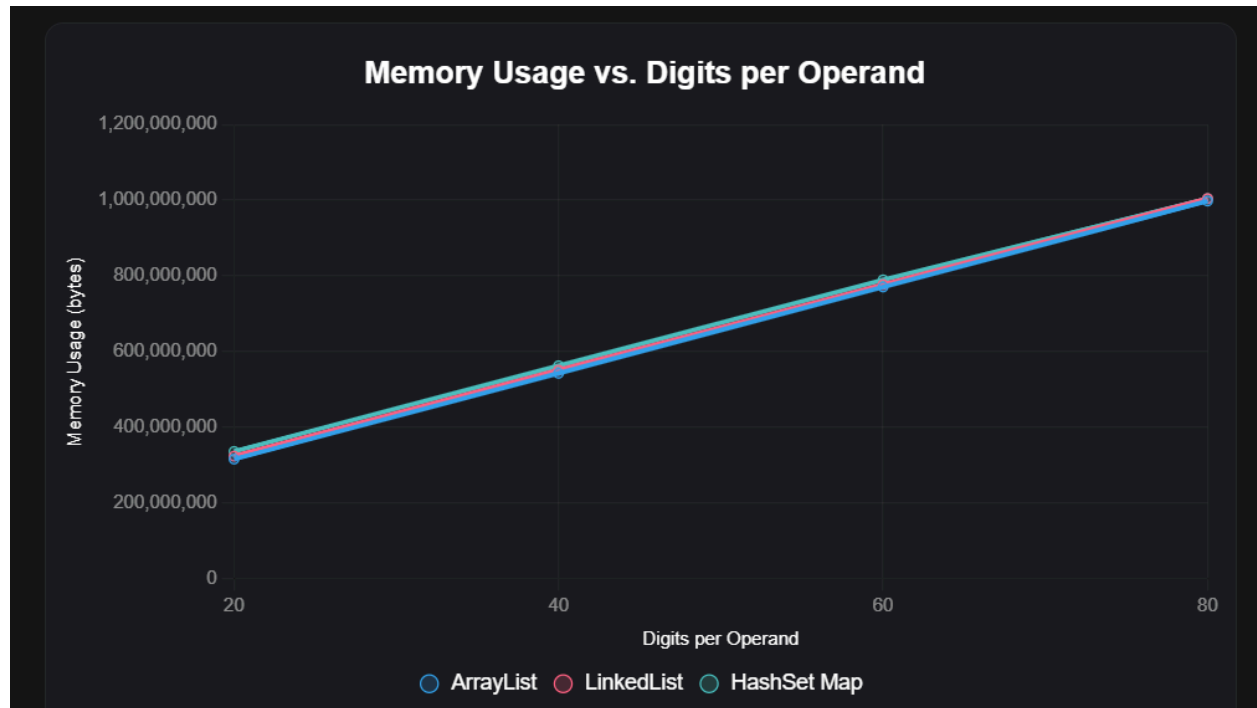 Memory Usage vs. Digits per Operand
1,200,000,000
1,000,000,000
800,000,000
600,000,000
400,000,000
200,000,000
0
Memory Usage (bytes)
20 40 60 80
Digits per Operand
ArrayList LinkedList HashSet Map